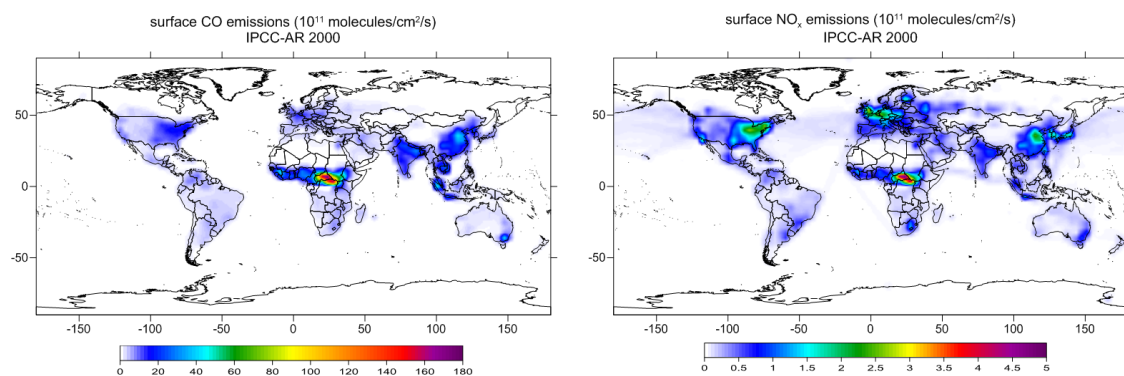 surface CO emissions (10¹¹ molecules/cm²/s)
IPCC-AR 2000
50
0
-50
-150 -100 -50 0 50 100 150
0 20 40 60 80 100 120 140 160 180
surface NOₓ emissions (10¹¹ molecules/cm²/s)
IPCC-AR 2000
50
0
-50
-150 -100 -50 0 50 100 150
0 0.5 1 1.5 2 2.5 3 3.5 4 4.5 5